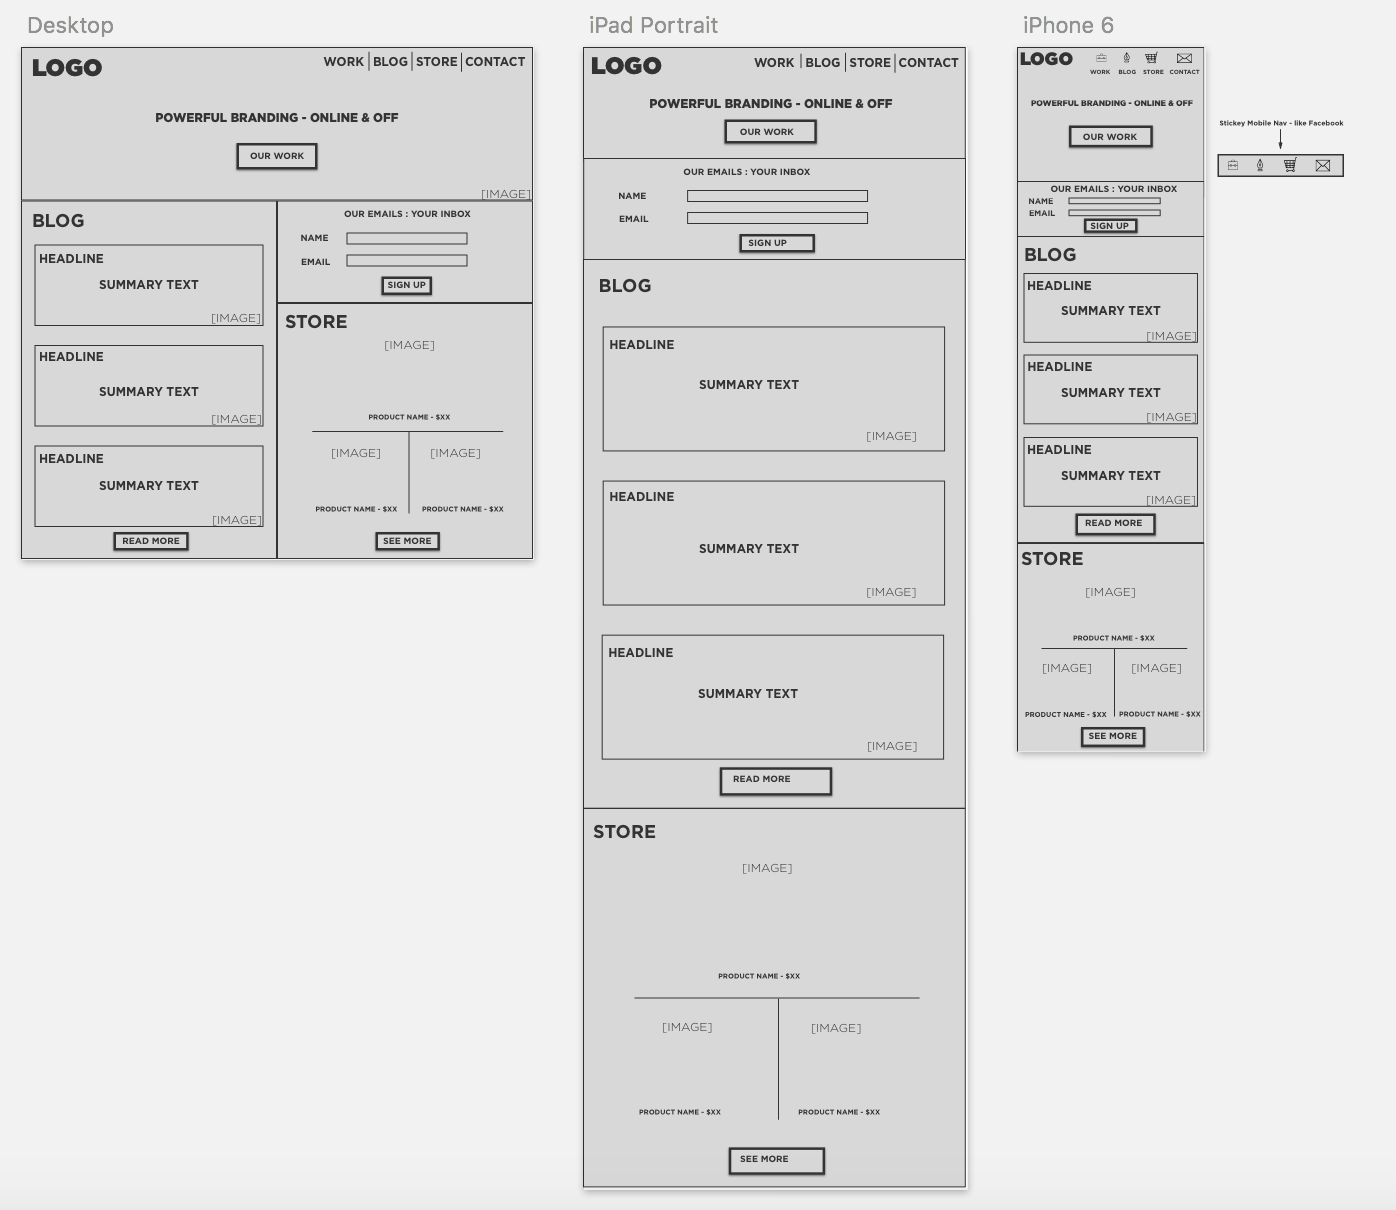 Desktop
LOGO
WORK BLOG STORE CONTACT
POWERFUL BRANDING - ONLINE & OFF
OUR WORK
[IMAGE]
BLOG
HEADLINE
SUMMARY TEXT
[IMAGE]
HEADLINE
SUMMARY TEXT
[IMAGE]
HEADLINE
SUMMARY TEXT
[IMAGE]
READ MORE
OUR EMAILS : YOUR INBOX
NAME
EMAIL
SIGN UP
STORE
[IMAGE]
PRODUCT NAME - $XX
[IMAGE] [IMAGE]
PRODUCT NAME - $XX PRODUCT NAME - $XX
SEE MORE
iPad Portrait
LOGO
WORK BLOG STORE CONTACT
POWERFUL BRANDING - ONLINE & OFF
OUR WORK
OUR EMAILS : YOUR INBOX
NAME
EMAIL
SIGN UP
BLOG
HEADLINE
SUMMARY TEXT
[IMAGE]
HEADLINE
SUMMARY TEXT
[IMAGE]
HEADLINE
SUMMARY TEXT
[IMAGE]
READ MORE
STORE
[IMAGE]
PRODUCT NAME - $XX
[IMAGE] [IMAGE]
PRODUCT NAME - $XX PRODUCT NAME - $XX
SEE MORE
iPhone 6
LOGO
WORK BLOG STORE CONTACT
POWERFUL BRANDING - ONLINE & OFF
OUR WORK
OUR EMAILS : YOUR INBOX
NAME
EMAIL
SIGN UP
BLOG
HEADLINE
SUMMARY TEXT
[IMAGE]
HEADLINE
SUMMARY TEXT
[IMAGE]
HEADLINE
SUMMARY TEXT
[IMAGE]
READ MORE
STORE
[IMAGE]
PRODUCT NAME - $XX
[IMAGE] [IMAGE]
PRODUCT NAME - $XX PRODUCT NAME - $XX
SEE MORE
Stickey Mobile Nav - like Facebook